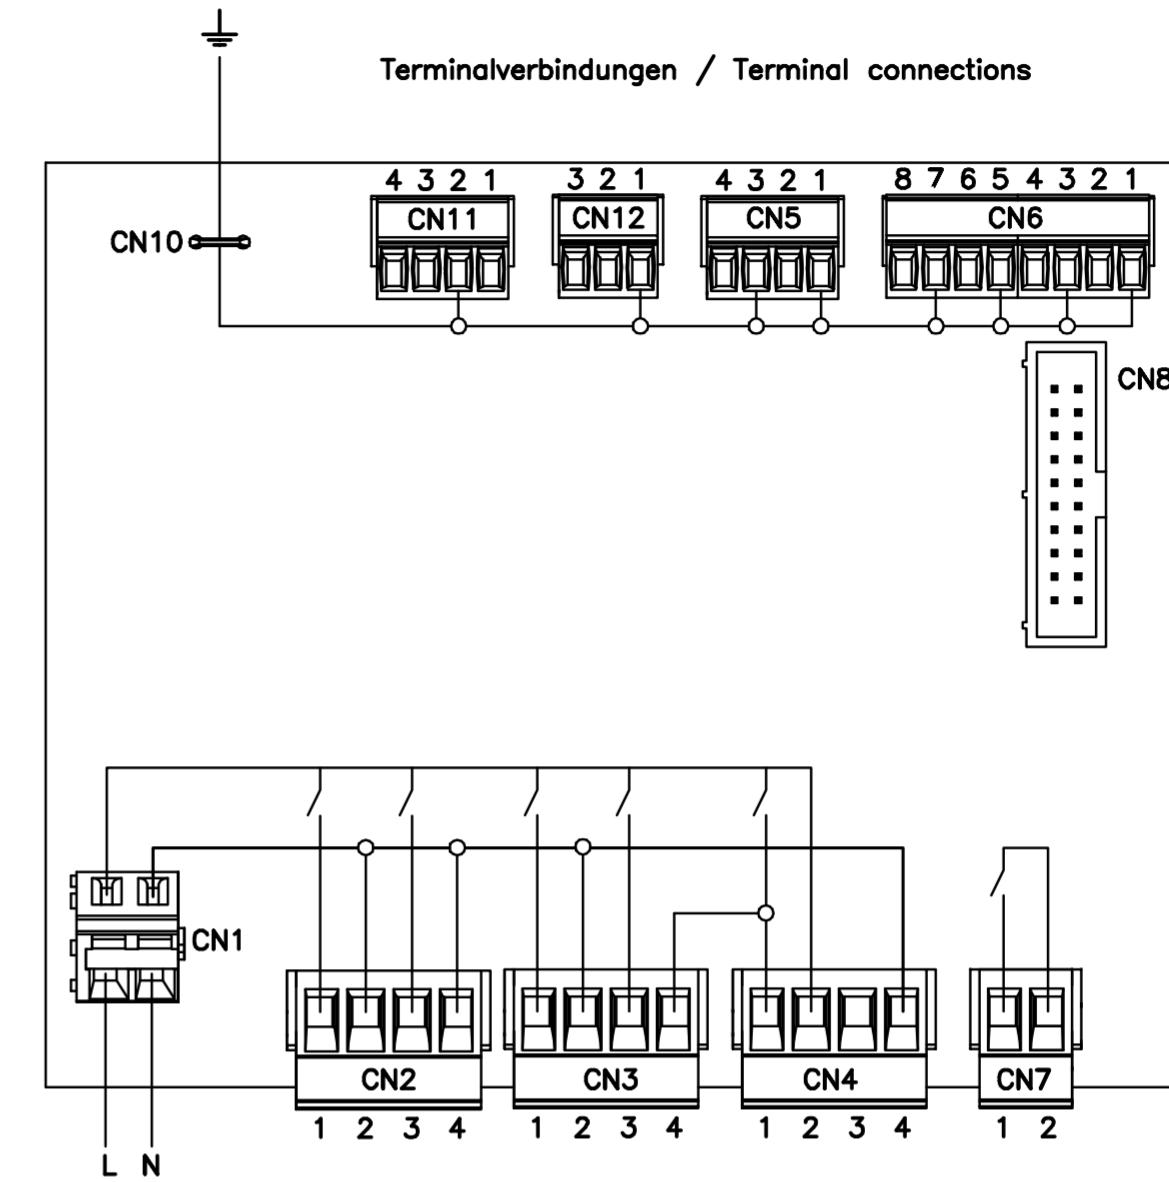 Terminalverbindungen / Terminal connections
4 3 2 1 3 2 1 4 3 2 1 8 7 6 5 4 3 2 1
CN11 CN12 CN5 CN6
CN10
CN8
CN1
CN2 CN3 CN4 CN7
1 2 3 4 1 2 3 4 1 2 3 4 1 2
L N